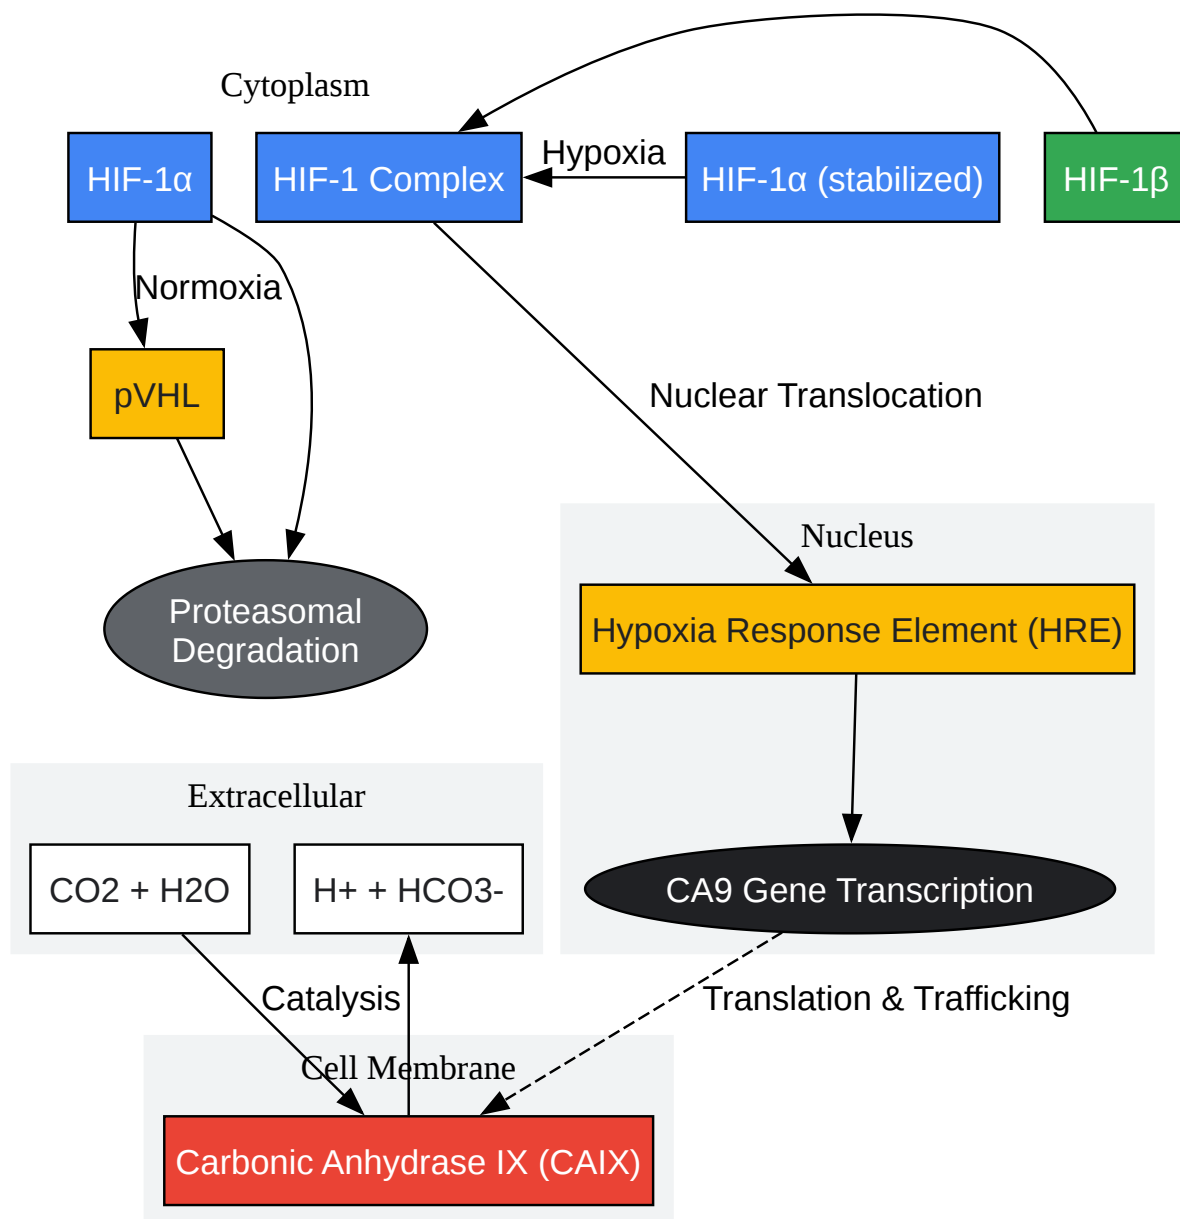 Cytoplasm
HIF-1α
HIF-1 Complex
Hypoxia
HIF-1α (stabilized)
HIF-1β
Normoxia
pVHL
Nuclear Translocation
Nucleus
Proteasomal
Degradation
Hypoxia Response Element (HRE)
Extracellular
CO2 + H2O
H+ + HCO3-
CA9 Gene Transcription
Catalysis
Translation & Trafficking
Cell Membrane
Carbonic Anhydrase IX (CAIX)